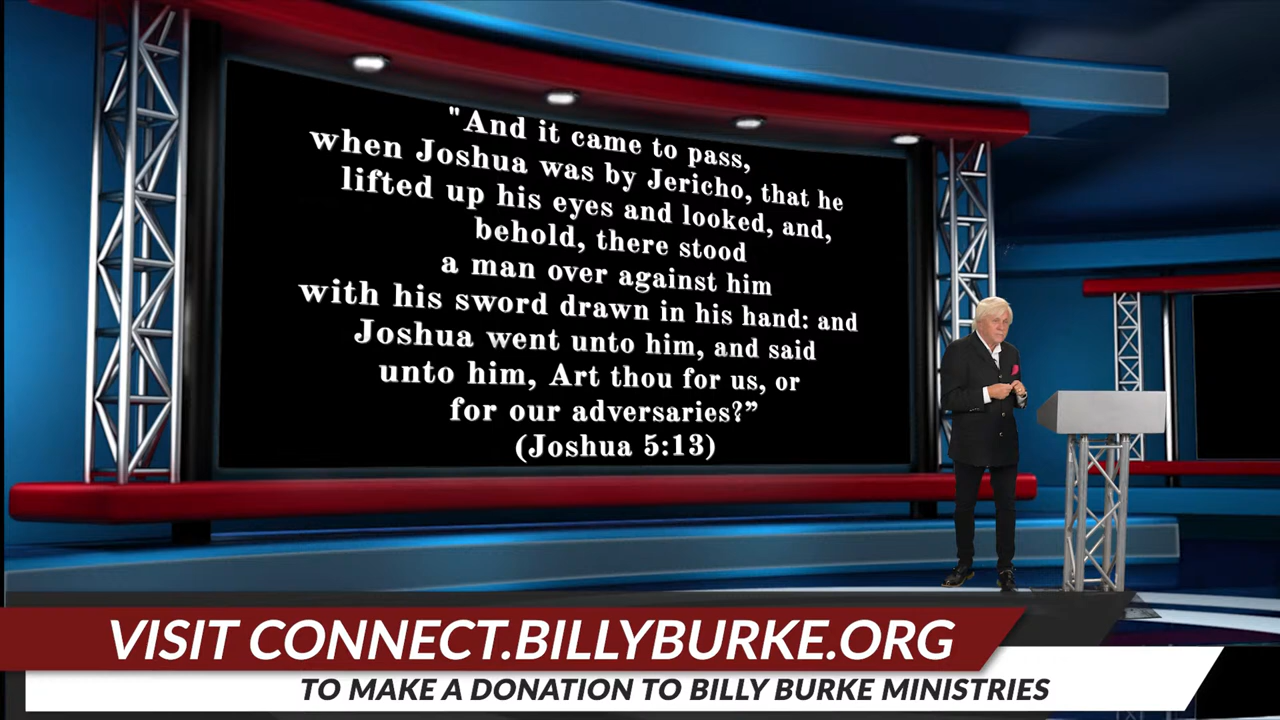 "And it came to pass,
when Joshua was by Jericho, that he
lifted up his eyes and looked, and,
behold, there stood
a man over against him
with his sword drawn in his hand: and
Joshua went unto him, and said
unto him, Art thou for us, or
for our adversaries?”
(Joshua 5:13)
VISIT CONNECT.BILLYBURKE.ORG
TO MAKE A DONATION TO BILLY BURKE MINISTRIES